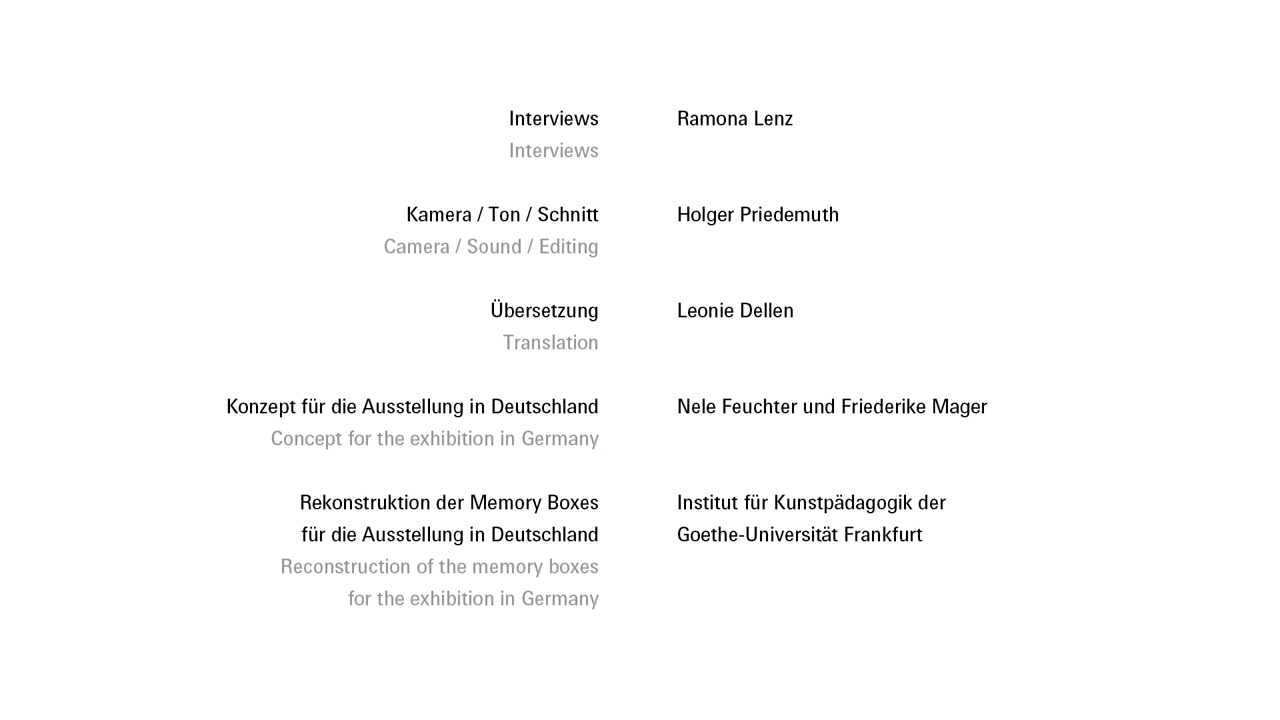 Interviews Ramona Lenz
Interviews
Kamera / Ton / Schnitt Holger Priedemuth
Camera / Sound / Editing
Übersetzung Leonie Dellen
Translation
Konzept für die Ausstellung in Deutschland Nele Feuchter und Friederike Mager
Concept for the exhibition in Germany
Rekonstruktion der Memory Boxes Institut für Kunstpädagogik der
für die Ausstellung in Deutschland Goethe-Universität Frankfurt
Reconstruction of the memory boxes
for the exhibition in Germany